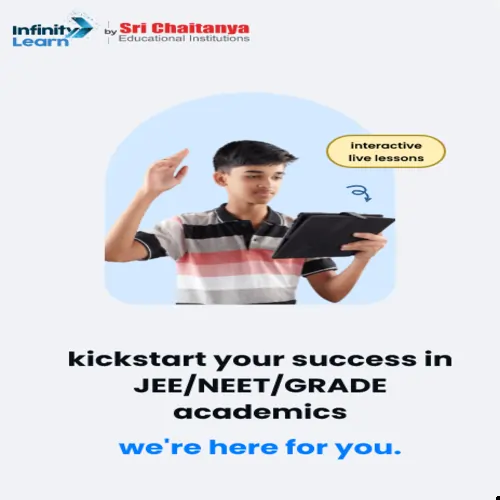 Infinity Learn
by
Sri Chaitanya
Educational Institutions
interactive
live lessons
kickstart your success in
JEE/NEET/GRADE
academics
we're here for you.